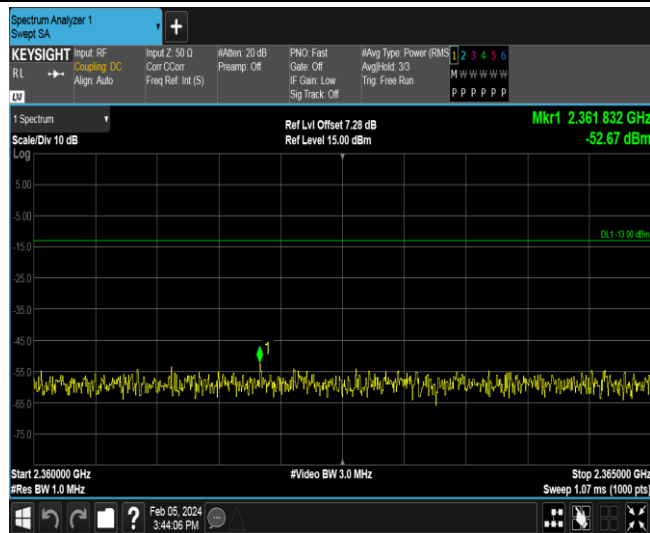 Spectrum Analyzer 1
Swept SA
+
KEYSIGHT
RL
LXI
Input: RF
Coupling: DC
Align: Auto
Input Z: 50 Ω
Corr CCorr
Freq Ref: Int (S)
#Atten: 20 dB
Preamp: Off
PNO: Fast
Gate: Off
IF Gain: Low
Sig Track: Off
#Avg Type: Power (RMS
Avg|Hold: 3/3
Trig: Free Run
1 2 3 4 5 6
M W W W W W
P P P P P P
1 Spectrum
Scale/Div 10 dB
Ref Lvl Offset 7.28 dB
Ref Level 15.00 dBm
Mkr1 2.361 832 GHz
-52.67 dBm
Log
5.00
-5.00
DL1 -13.00 dBm
-15.0
-25.0
-35.0
-45.0
1
-55.0
-65.0
-75.0
Start 2.360000 GHz
#Video BW 3.0 MHz
Stop 2.365000 GHz
#Res BW 1.0 MHz
Sweep 1.07 ms (1000 pts)
?
Feb 05, 2024
3:44:06 PM